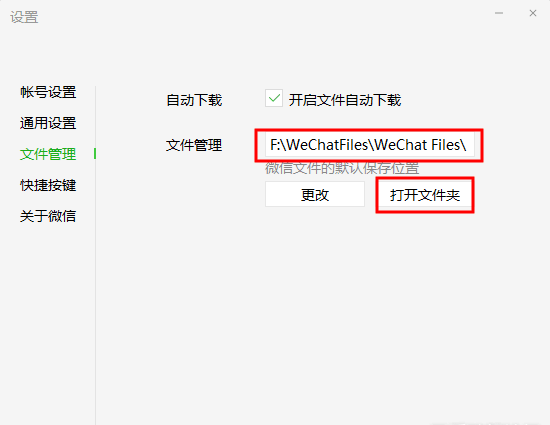 设置
帐号设置
通用设置
文件管理
快捷按键
关于微信
自动下载 开启文件自动下载
文件管理 F:\WeChatFiles\WeChat Files\
微信文件的默认保存位置
更改 打开文件夹